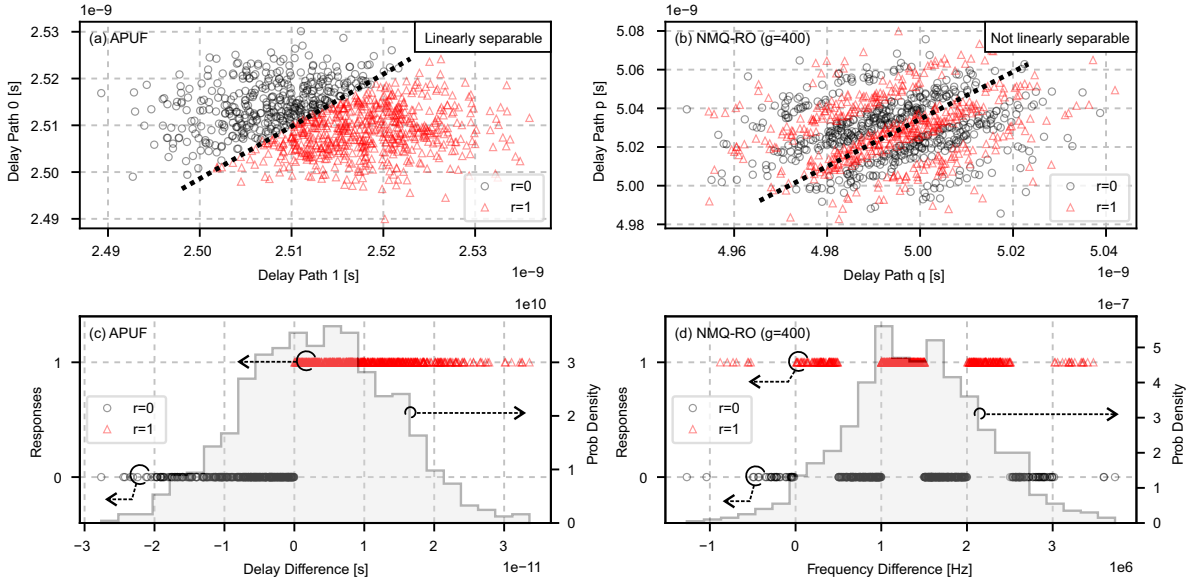 1e−9
(a) APUF
Linearly separable
2.53
2.52
2.51
2.50
2.49
Delay Path 0 [s]
r=0
r=1
2.49
2.50
2.51
2.52
2.53
Delay Path 1 [s]
1e−9
1e−9
(b) NMQ-RO (g=400)
Not linearly separable
5.08
5.06
5.04
5.02
5.00
4.98
Delay Path p [s]
r=0
r=1
4.96
4.98
5.00
5.02
5.04
Delay Path q [s]
1e−9
1e10
(c) APUF
1
0
Responses
r=0
r=1
3
2
1
0
Prob Density
−3
−2
−1
0
1
2
3
Delay Difference [s]
1e−11
1e−7
(d) NMQ-RO (g=400)
1
0
Responses
r=0
r=1
5
4
3
2
1
0
Prob Density
−1
0
1
2
3
Frequency Difference [Hz]
1e6